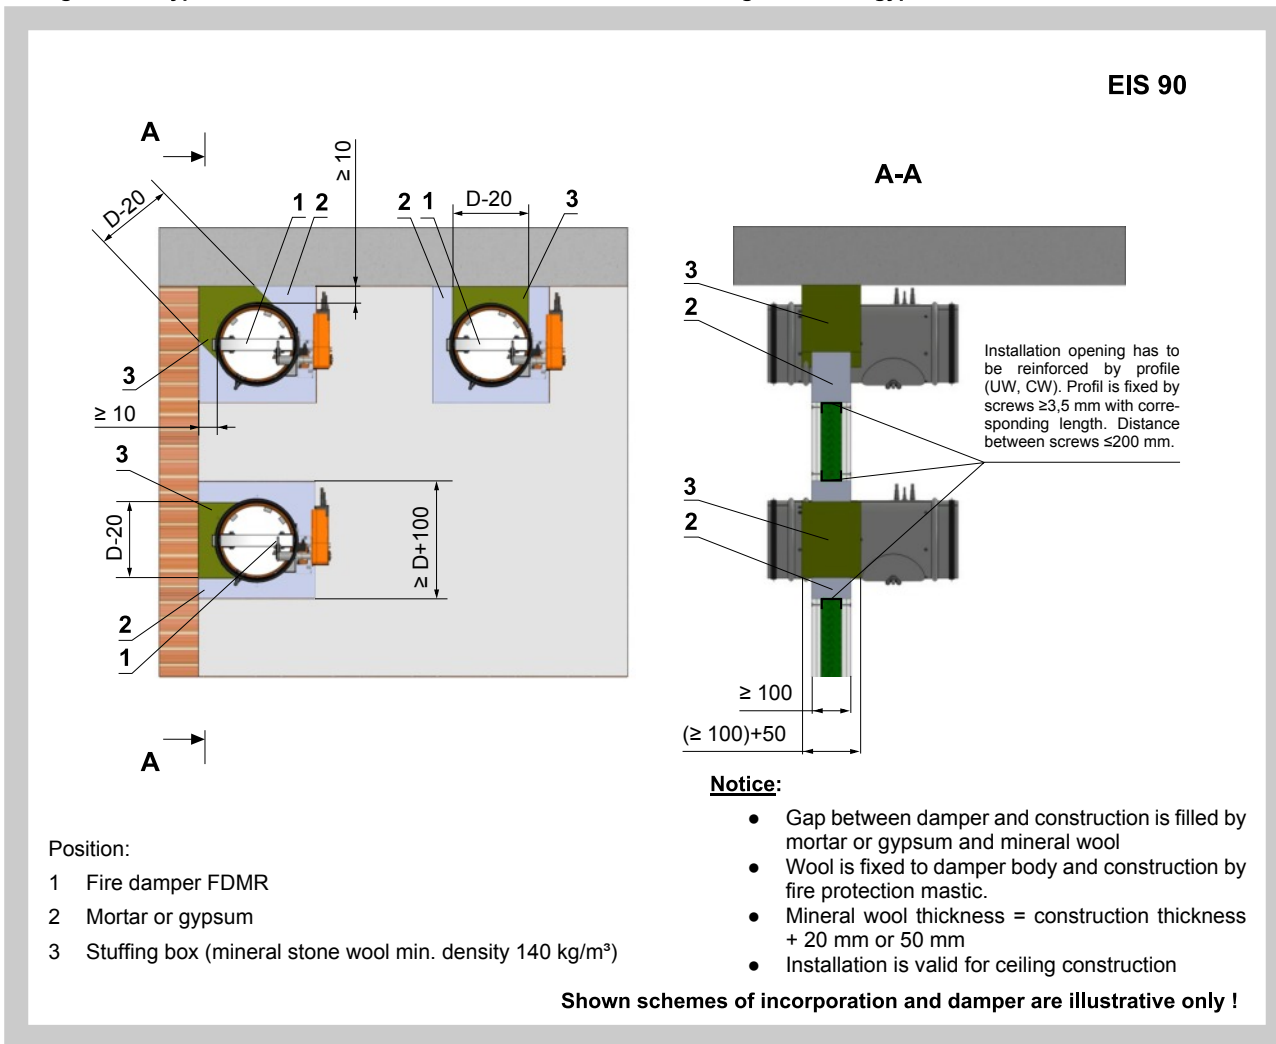 EIS 90
A
≥ 10
D-20
1 2
2 1
D-20
3
3
≥ 10
3
D-20
≥ D+100
2
1
A
A-A
3
2
Installation opening has to
be reinforced by profile
(UW, CW). Profil is fixed by
screws ≥3,5 mm with corre-
sponding length. Distance
between screws ≤200 mm.
3
2
≥ 100
(≥ 100)+50
Position:
1 Fire damper FDMR
2 Mortar or gypsum
3 Stuffing box (mineral stone wool min. density 140 kg/m³)
Notice:
● Gap between damper and construction is filled by
mortar or gypsum and mineral wool
● Wool is fixed to damper body and construction by
fire protection mastic.
● Mineral wool thickness = construction thickness
+ 20 mm or 50 mm
● Installation is valid for ceiling construction
Shown schemes of incorporation and damper are illustrative only !